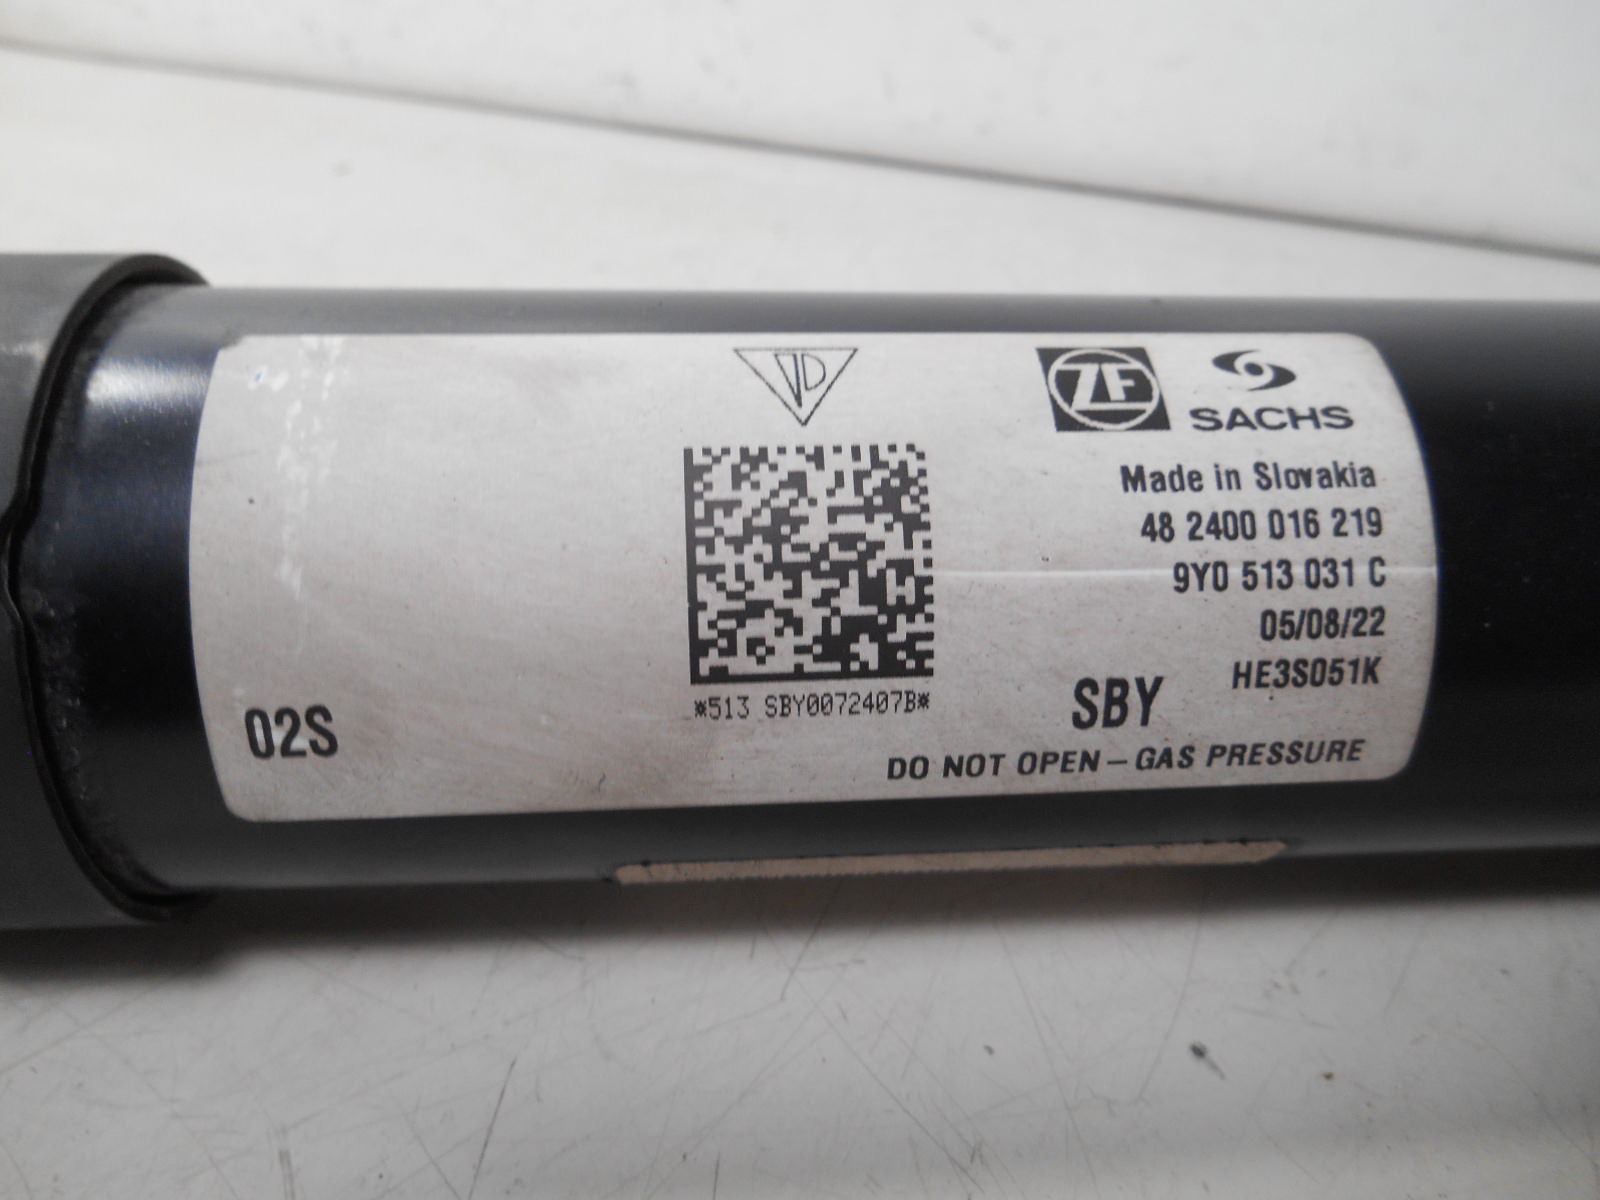 VD
ZF
SACHS
Made in Slovakia
48 2400 016 219
9Y0 513 031 C
05/08/22
HE3S051K
SBY
*513 SBY0072407B*
02S
DO NOT OPEN – GAS PRESSURE